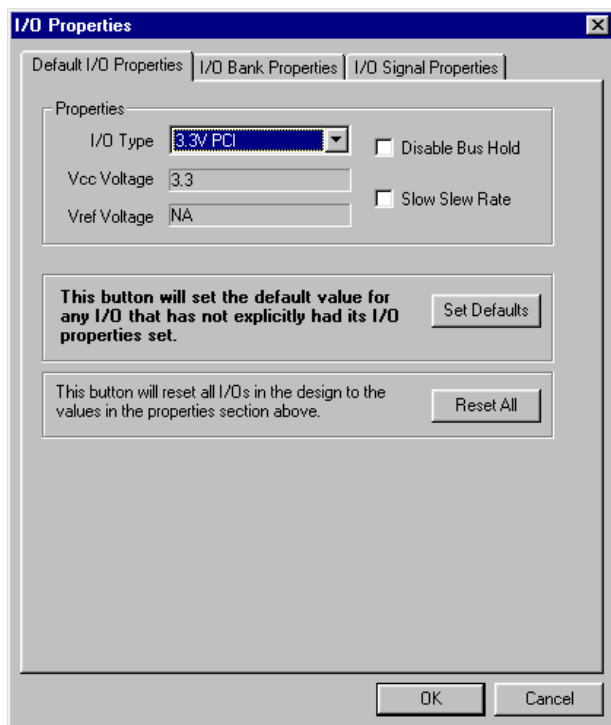 I/O Properties
Default I/O Properties
I/O Bank Properties
I/O Signal Properties
Properties
I/O Type
3.3V PCI
Disable Bus Hold
Vcc Voltage
3.3
Slow Slew Rate
Vref Voltage
NA
This button will set the default value for
any I/O that has not explicitly had its I/O
properties set.
Set Defaults
This button will reset all I/Os in the design to the
values in the properties section above.
Reset All
OK
Cancel